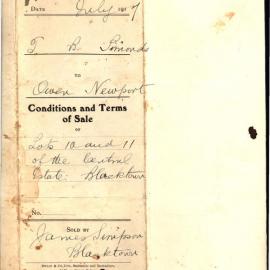 DATE July 1917
T. B. Simonds
TO
Owen Newport
Conditions and Terms
of Sale
OF
Lots 10 and 11
of the Central
Estate: Blacktown
No.
SOLD BY
James Simpson
Blacktown